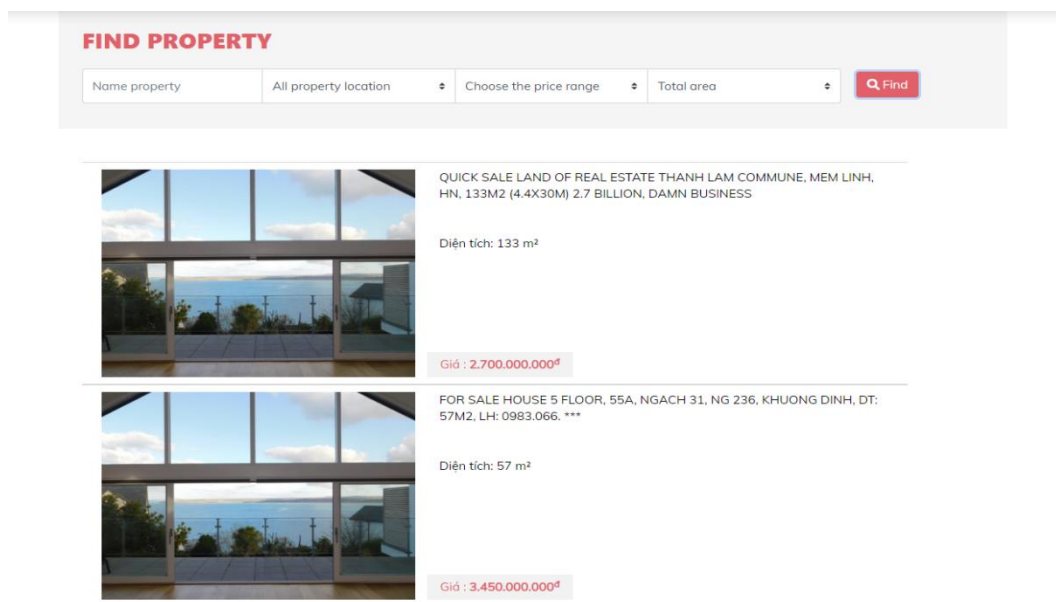 FIND PROPERTY
Name property
All property location
Choose the price range
Total area
Find
QUICK SALE LAND OF REAL ESTATE THANH LAM COMMUNE, MEM LINH,
HN, 133M2 (4.4X30M) 2.7 BILLION, DAMN BUSINESS
Diện tích: 133 m²
Giá : 2.700.000.000đ
FOR SALE HOUSE 5 FLOOR, 55A, NGACH 31, NG 236, KHUONG DINH, DT:
57M2, LH: 0983.066. ***
Diện tích: 57 m²
Giá : 3.450.000.000đ